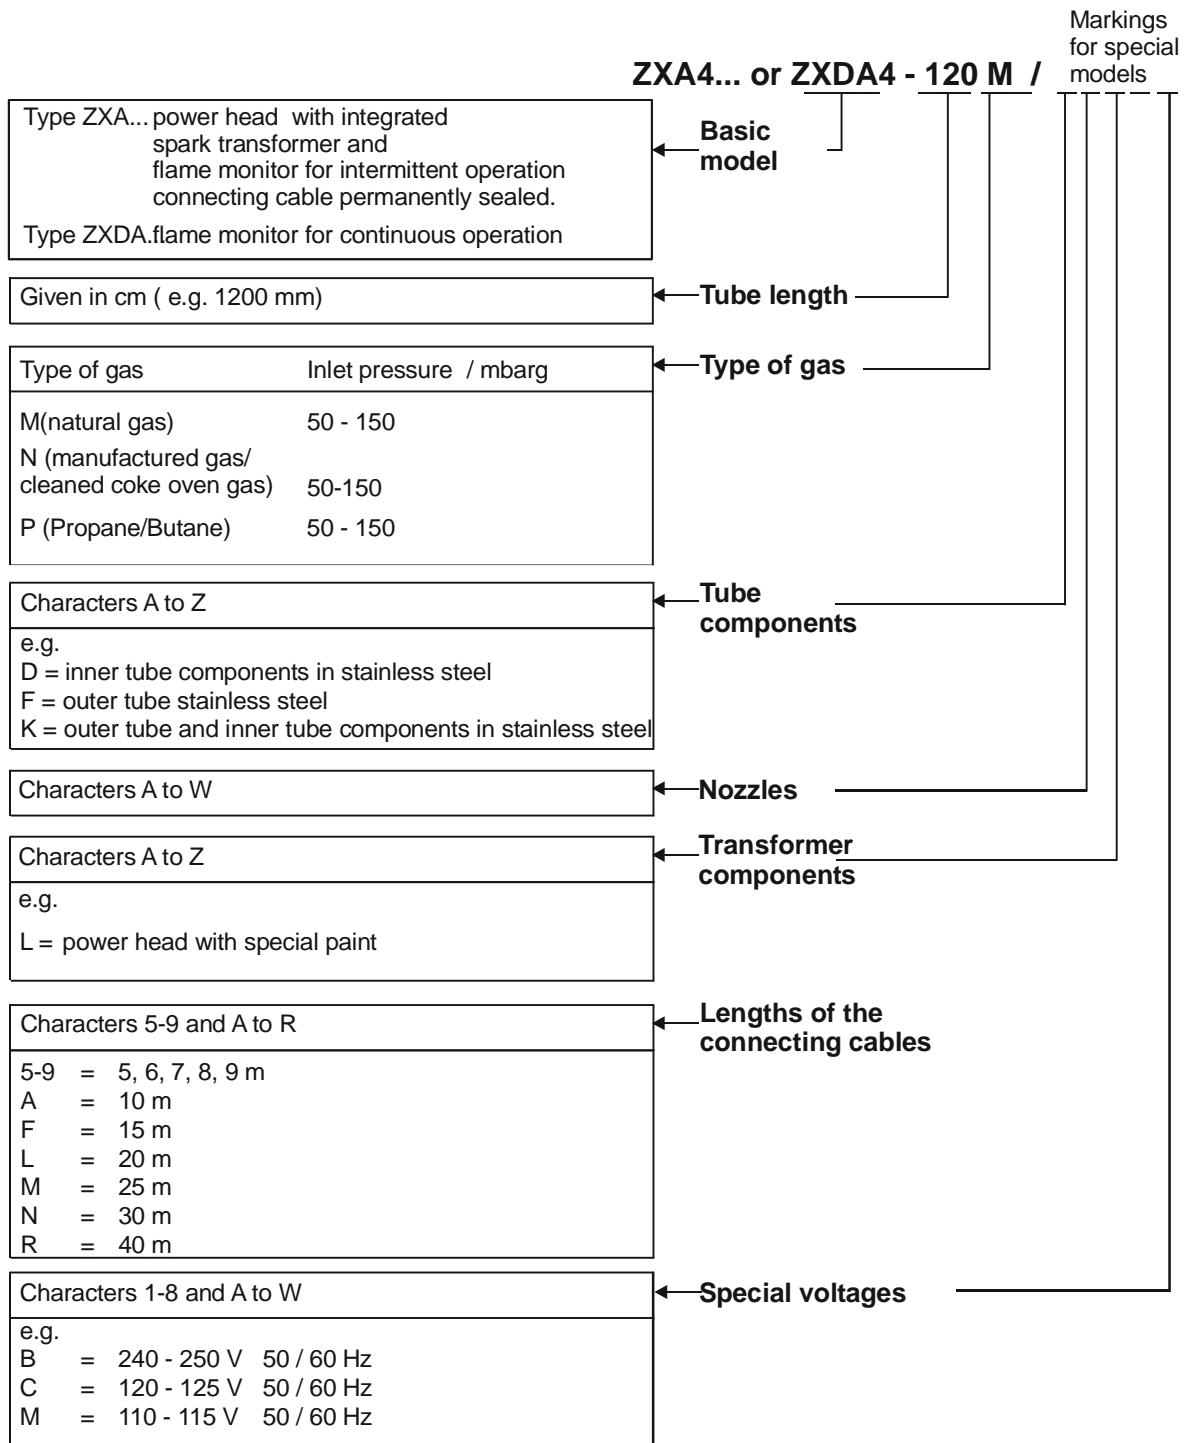 Markings
for special
models
ZXA4... or ZXDA4 - 120 M /
Type ZXA... power head with integrated
spark transformer and
flame monitor for intermittent operation
connecting cable permanently sealed.
Type ZXDA.flame monitor for continuous operation
Basic
model
Given in cm ( e.g. 1200 mm)
Tube length
Type of gas Inlet pressure / mbarg
Type of gas
M(natural gas) 50 - 150
N (manufactured gas/
cleaned coke oven gas) 50-150
P (Propane/Butane) 50 - 150
Characters A to Z
Tube
components
e.g.
D = inner tube components in stainless steel
F = outer tube stainless steel
K = outer tube and inner tube components in stainless steel
Characters A to W
Nozzles
Characters A to Z
Transformer
components
e.g.
L = power head with special paint
Characters 5-9 and A to R
Lengths of the
connecting cables
5-9 = 5, 6, 7, 8, 9 m
A = 10 m
F = 15 m
L = 20 m
M = 25 m
N = 30 m
R = 40 m
Characters 1-8 and A to W
Special voltages
e.g.
B = 240 - 250 V 50 / 60 Hz
C = 120 - 125 V 50 / 60 Hz
M = 110 - 115 V 50 / 60 Hz